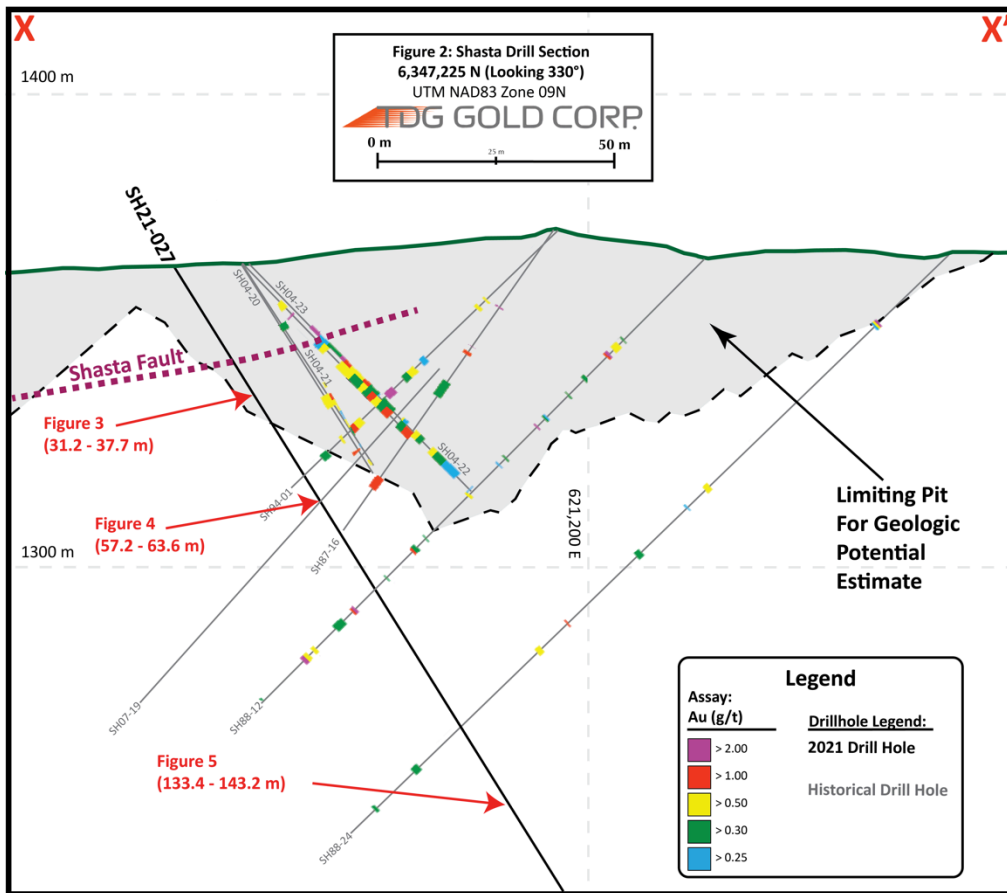 X
X'
Figure 2: Shasta Drill Section
6,347,225 N (Looking 330°)
UTM NAD83 Zone 09N
TDG GOLD CORP.
0 m
25 m
50 m
1400 m
SH21-027
SH04-20
SH04-23
Shasta Fault
SH04-21
Figure 3
(31.2 - 37.7 m)
SH04-22
SH04-01
Figure 4
(57.2 - 63.6 m)
SH87-16
621,200 E
1300 m
Limiting Pit
For Geologic
Potential
Estimate
SH07-19
SH88-12
Figure 5
(133.4 - 143.2 m)
SH88-24
Legend
Assay:
Au (g/t)
> 2.00
> 1.00
> 0.50
> 0.30
> 0.25
Drillhole Legend:
2021 Drill Hole
Historical Drill Hole